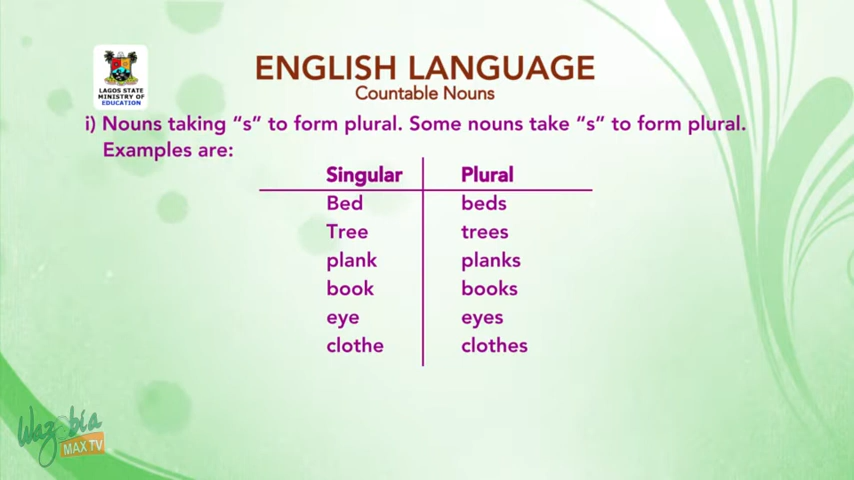 LAGOS STATE
MINISTRY OF
EDUCATION
ENGLISH LANGUAGE
Countable Nouns
i) Nouns taking “s” to form plural. Some nouns take “s” to form plural.
Examples are:
Singular Plural
Bed beds
Tree trees
plank planks
book books
eye eyes
clothe clothes
Wazobia
MAX TV